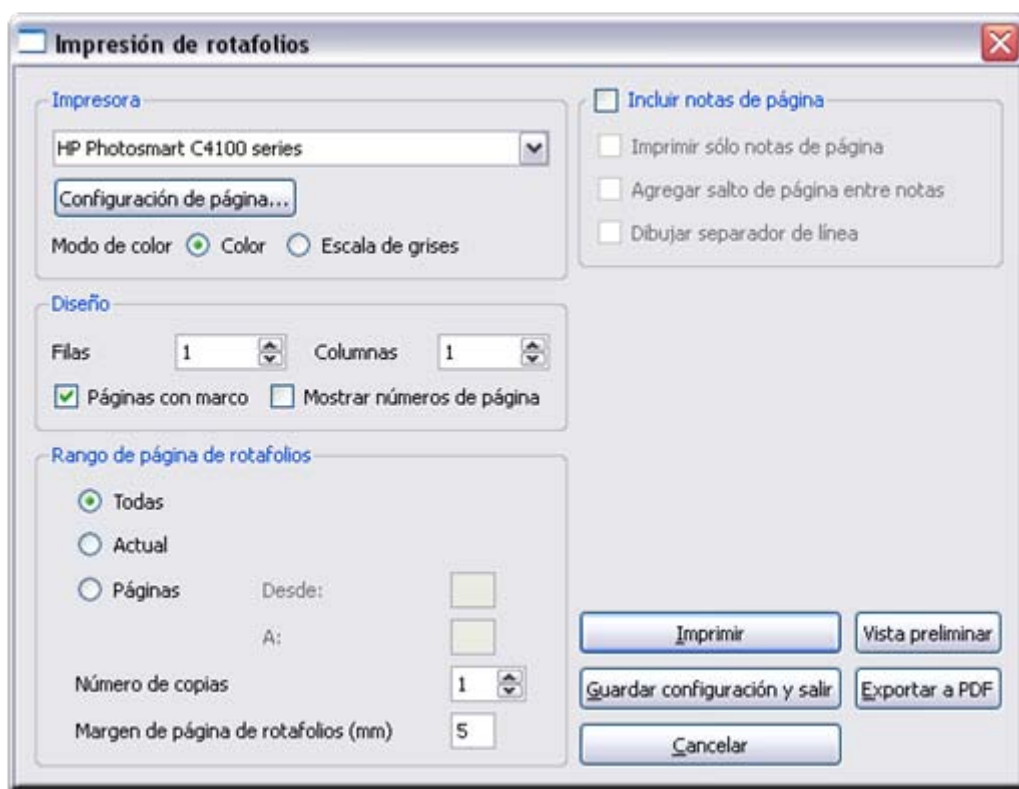 Impresión de rotafolios
Impresora
HP Photosmart C4100 series
Configuración de página...
Modo de color Color Escala de grises
Incluir notas de página
Imprimir sólo notas de página
Agregar salto de página entre notas
Dibujar separador de línea
Diseño
Filas 1 Columnas 1
Páginas con marco Mostrar números de página
Rango de página de rotafolios
Todas
Actual
Páginas Desde:
A:
Número de copias 1
Margen de página de rotafolios (mm) 5
Imprimir Vista preliminar
Guardar configuración y salir Exportar a PDF
Cancelar